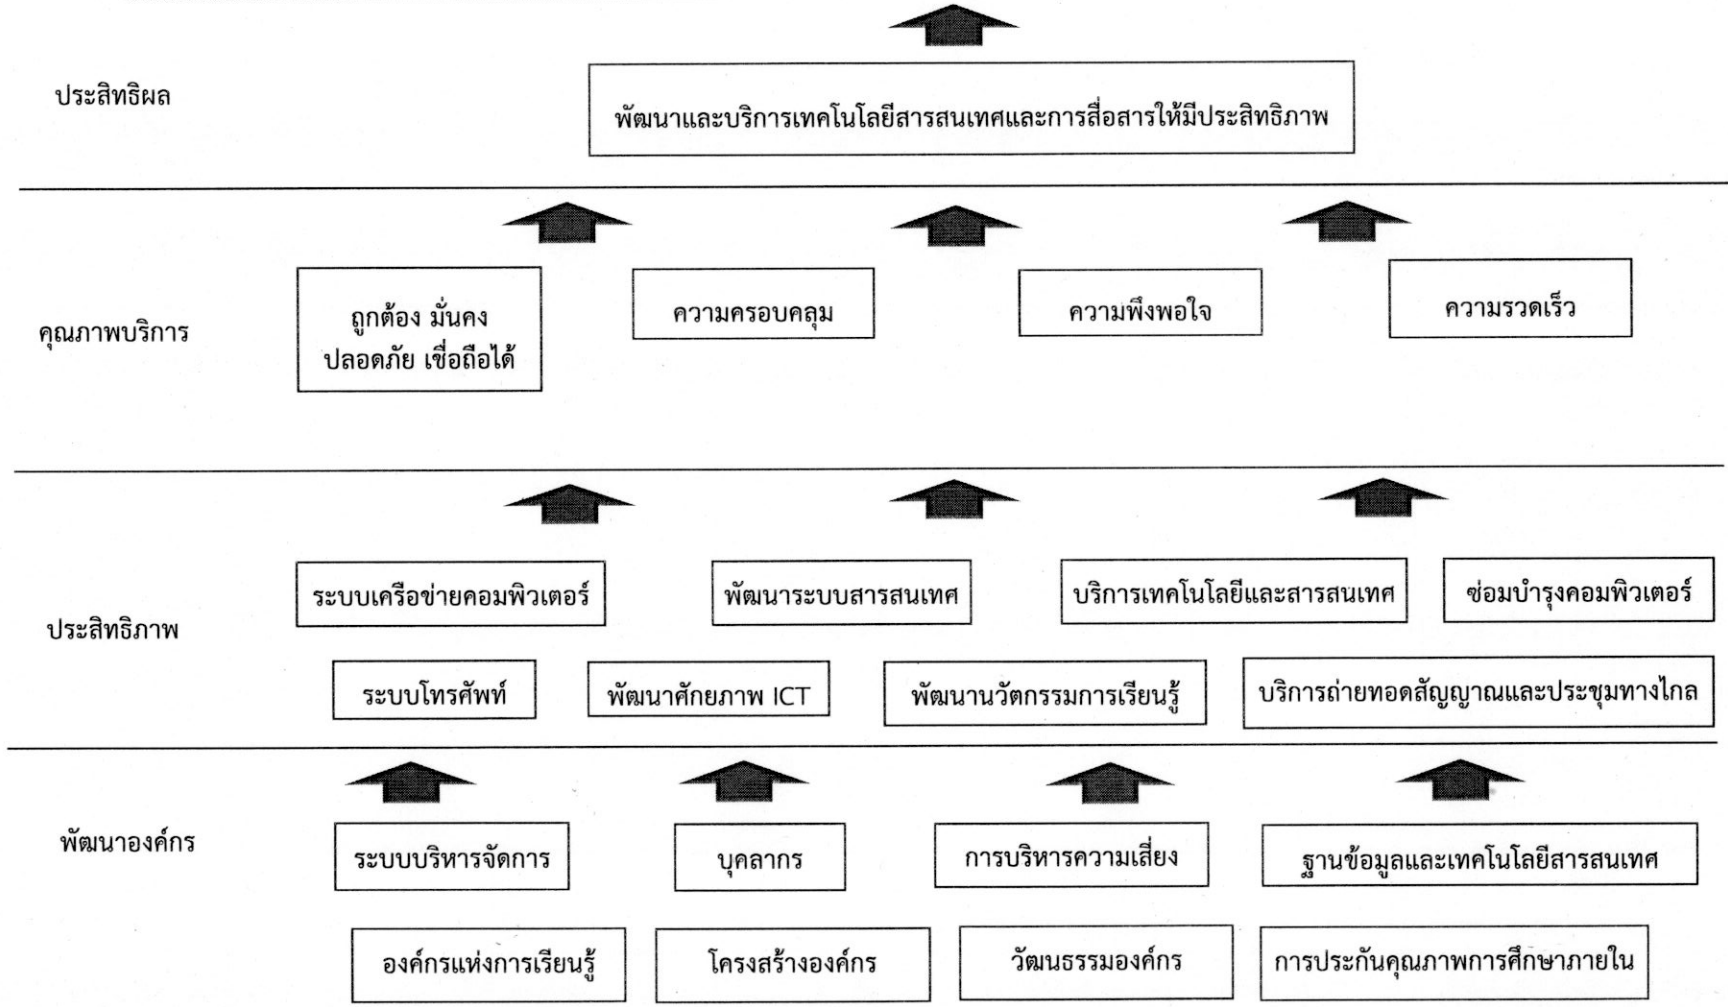 ประสิทธิผล
พัฒนาและบริการเทคโนโลยีสารสนเทศและการสื่อสารให้มีประสิทธิภาพ
คุณภาพบริการ
ถูกต้อง มั่นคง
ปลอดภัย เชื่อถือได้
ความครอบคลุม
ความพึงพอใจ
ความรวดเร็ว
ประสิทธิภาพ
ระบบเครือข่ายคอมพิวเตอร์
พัฒนาระบบสารสนเทศ
บริการเทคโนโลยีและสารสนเทศ
ซ่อมบำรุงคอมพิวเตอร์
ระบบโทรศัพท์
พัฒนาศักยภาพ ICT
พัฒนานวัตกรรมการเรียนรู้
บริการถ่ายทอดสัญญาณและประชุมทางไกล
พัฒนาองค์กร
ระบบบริหารจัดการ
บุคลากร
การบริหารความเสี่ยง
ฐานข้อมูลและเทคโนโลยีสารสนเทศ
องค์กรแห่งการเรียนรู้
โครงสร้างองค์กร
วัฒนธรรมองค์กร
การประกันคุณภาพการศึกษาภายใน